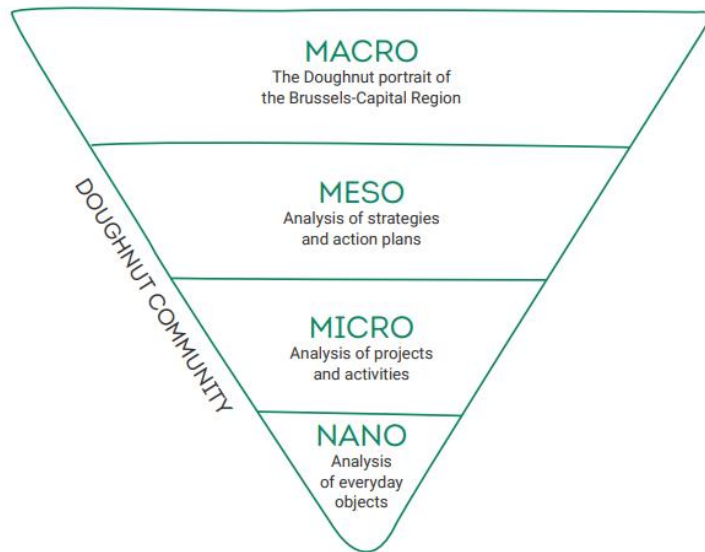 MACRO
The Doughnut portrait of
the Brussels-Capital Region
MESO
Analysis of strategies
and action plans
DOUGHNUT COMMUNITY
MICRO
Analysis of projects
and activities
NANO
Analysis
of everyday
objects